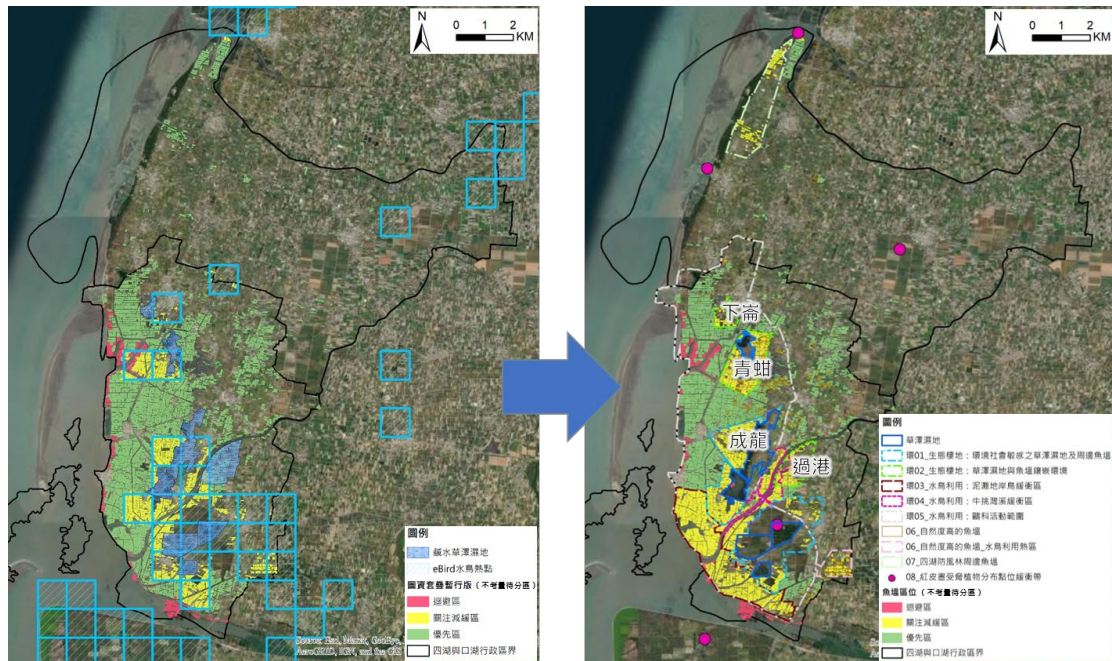 N
0 1 2
KM
圖例
鹹水草澤濕地
eBird水鳥熱點
圖資套疊暫行版（不考量待分區）
迴避區
關注減緩區
優先區
四湖與口湖行政區界
N
0 1 2
KM
下崙
青蚶
成龍
過港
圖例
草澤濕地
環01_生態棲地：環境社會敏感之草澤濕地及周邊魚塭
環02_生態棲地：草澤濕地與魚塭鑲嵌環境
環03_水鳥利用：泥灘地岸鳥緩衝區
環04_水鳥利用：牛挑灣溪緩衝區
環05_水鳥利用：鷸科活動範圍
06_自然度高的魚塭
06_自然度高的魚塭_水鳥利用熱區
07_四湖防風林周邊魚塭
08_紅皮書受脅植物分布點位緩衝帶
魚塭區位（不考量待分區）
迴避區
關注減緩區
優先區
四湖與口湖行政區界